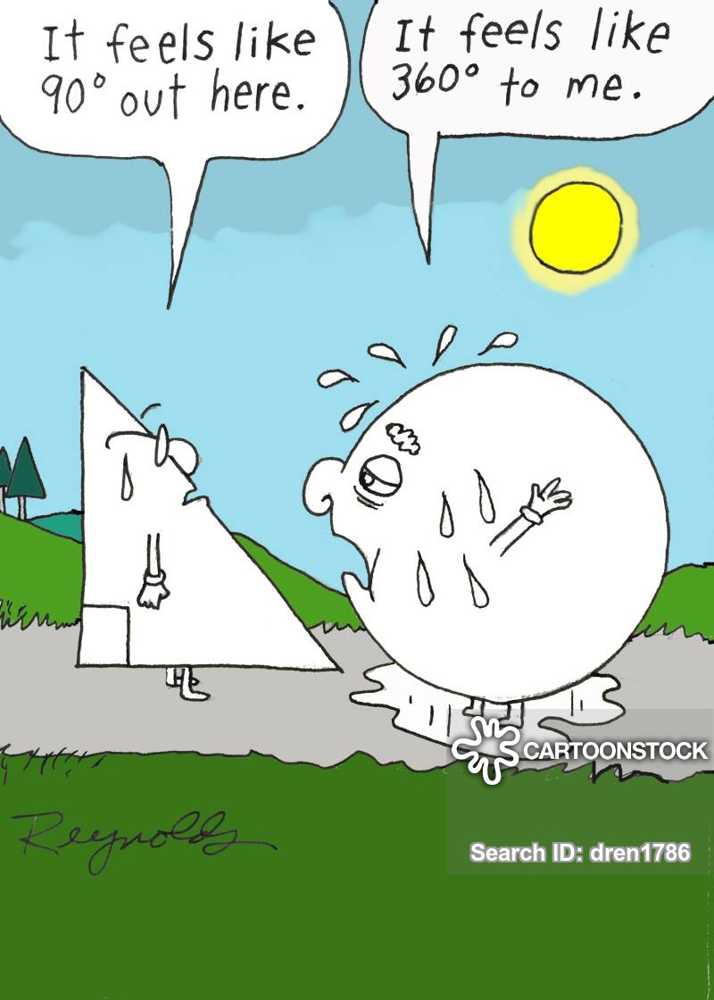 It feels like
90° out here.
It feels like
360° to me.
CARTOONSTOCK
Reynolds
Search ID: dren1786